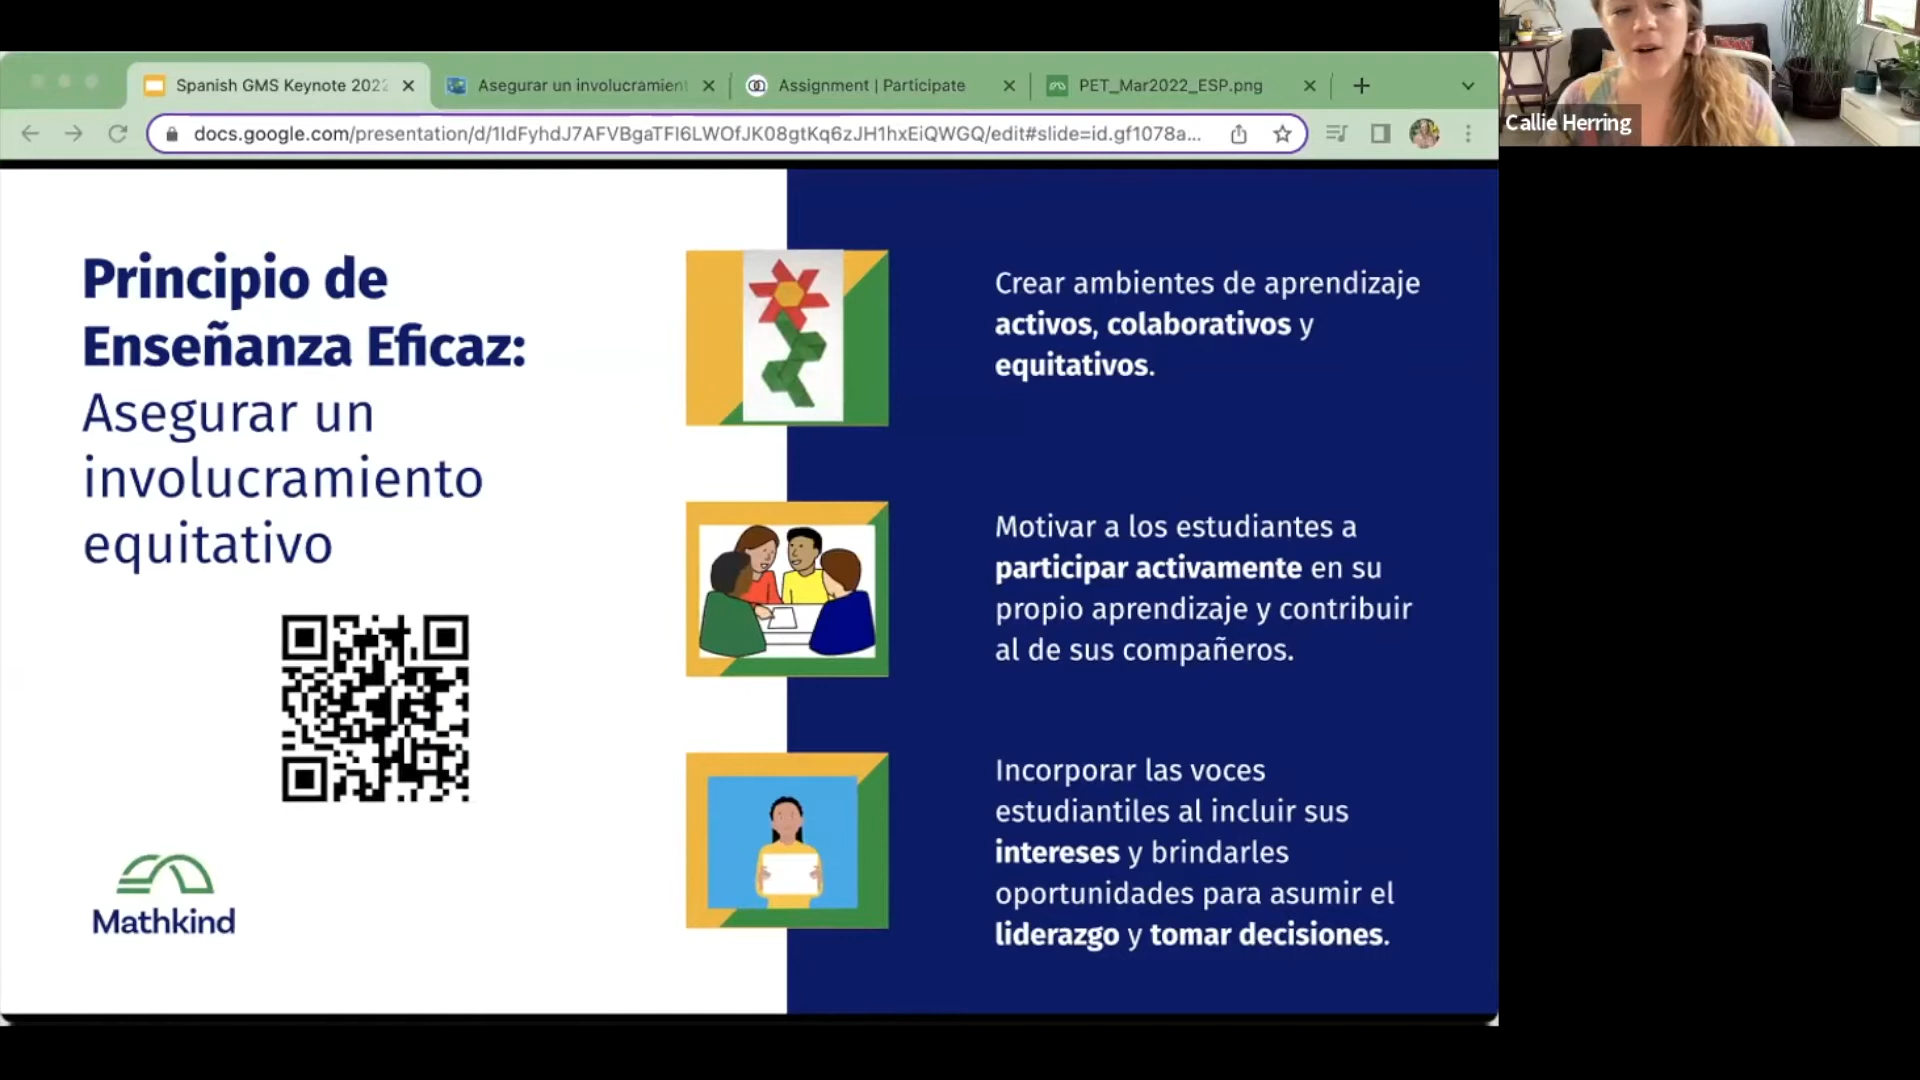 Spanish GMS Keynote 2022
Asegurar un involucramient
Assignment | Participate
PET_Mar2022_ESP.png
docs.google.com/presentation/d/1IdFyhdJ7AFVBgaTFI6LWOfJK08gtKq6zJH1hxEiQWGQ/edit#slide=id.gf1078a...
Callie Herring
Principio de
Enseñanza Eficaz:
Asegurar un
involucramiento
equitativo
Mathkind
Crear ambientes de aprendizaje
activos, colaborativos y
equitativos.
Motivar a los estudiantes a
participar activamente en su
propio aprendizaje y contribuir
al de sus compañeros.
Incorporar las voces
estudiantiles al incluir sus
intereses y brindarles
oportunidades para asumir el
liderazgo y tomar decisiones.